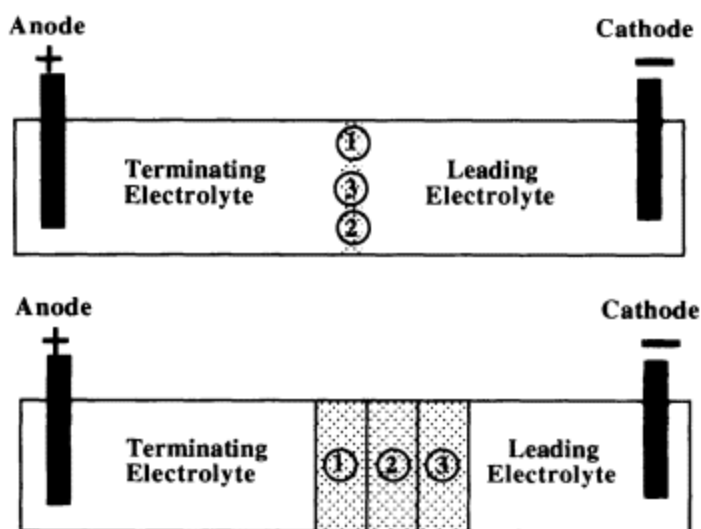 Anode
Cathode
+
−
Terminating
Electrolyte
1
3
2
Leading
Electrolyte
Anode
Cathode
+
−
Terminating
Electrolyte
1 2 3
Leading
Electrolyte